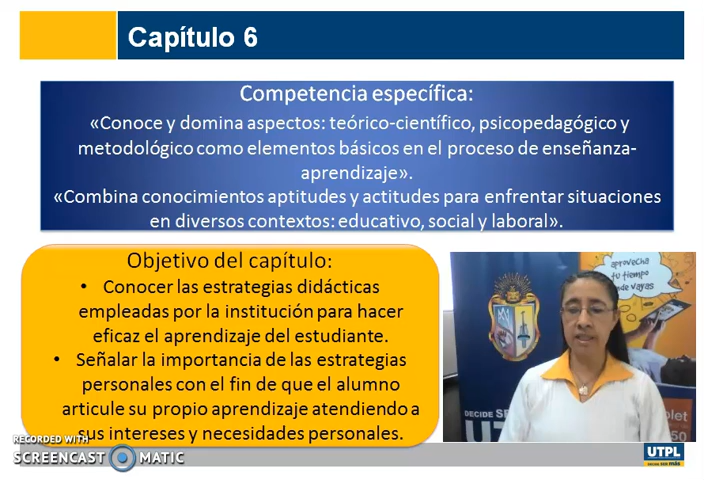 Capítulo 6
Competencia específica:
«Conoce y domina aspectos: teórico-científico, psicopedagógico y
metodológico como elementos básicos en el proceso de enseñanza-
aprendizaje».
«Combina conocimientos aptitudes y actitudes para enfrentar situaciones
en diversos contextos: educativo, social y laboral».
Objetivo del capítulo:
• Conocer las estrategias didácticas
empleadas por la institución para hacer
eficaz el aprendizaje del estudiante.
• Señalar la importancia de las estrategias
personales con el fin de que el alumno
articule su propio aprendizaje atendiendo a
sus intereses y necesidades personales.
aprovecha
tu tiempo
vayas
DECIDE
RECORDED WITH
SCREENCAST MATIC
UTPL